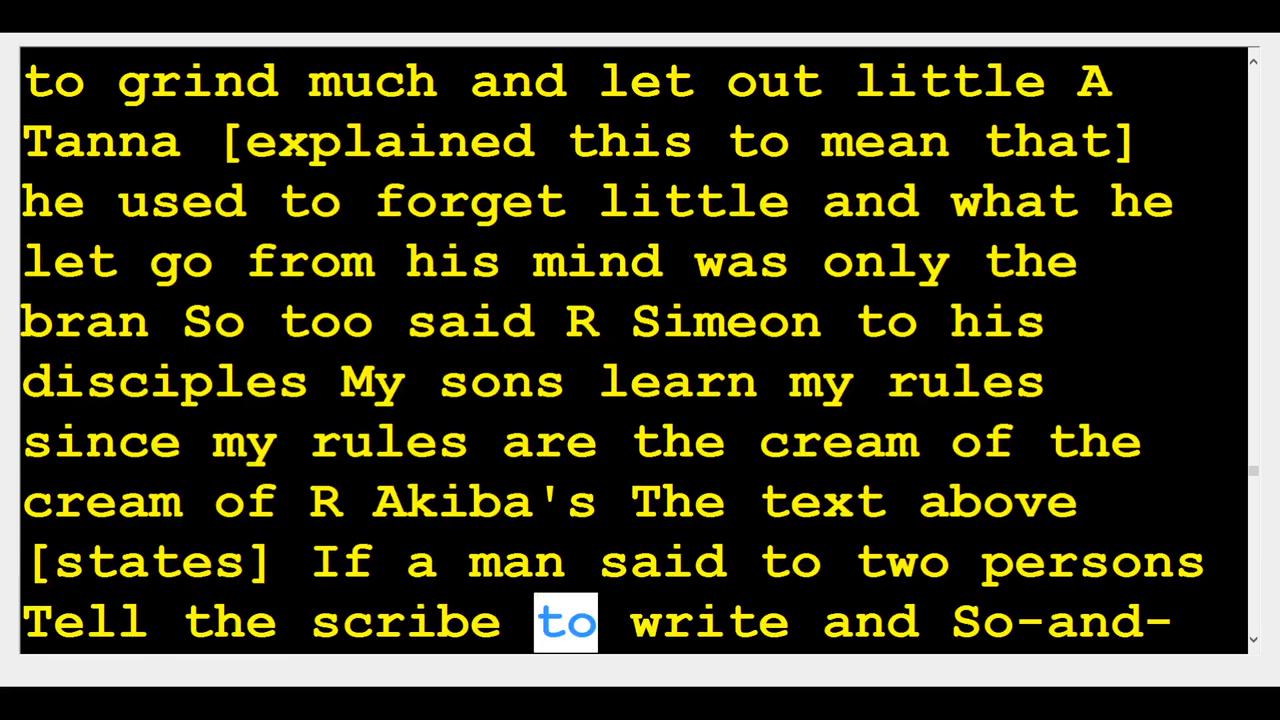 to grind much and let out little A
Tanna [explained this to mean that]
he used to forget little and what he
let go from his mind was only the
bran So too said R Simeon to his
disciples My sons learn my rules
since my rules are the cream of the
cream of R Akiba's The text above
[states] If a man said to two persons
Tell the scribe to write and So-and-